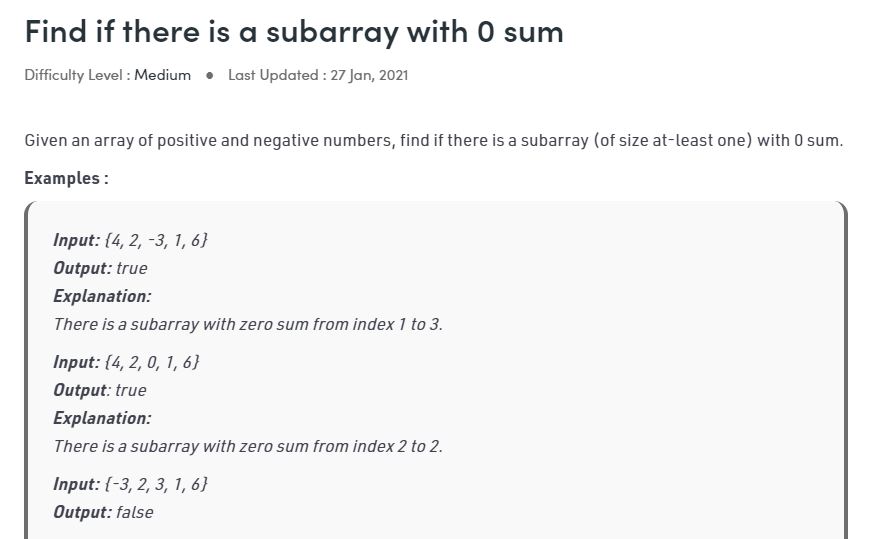 Find if there is a subarray with 0 sum
Difficulty Level : Medium ● Last Updated : 27 Jan, 2021
Given an array of positive and negative numbers, find if there is a subarray (of size at-least one) with 0 sum.
Examples :
Input: {4, 2, -3, 1, 6}
Output: true
Explanation:
There is a subarray with zero sum from index 1 to 3.
Input: {4, 2, 0, 1, 6}
Output: true
Explanation:
There is a subarray with zero sum from index 2 to 2.
Input: {-3, 2, 3, 1, 6}
Output: false